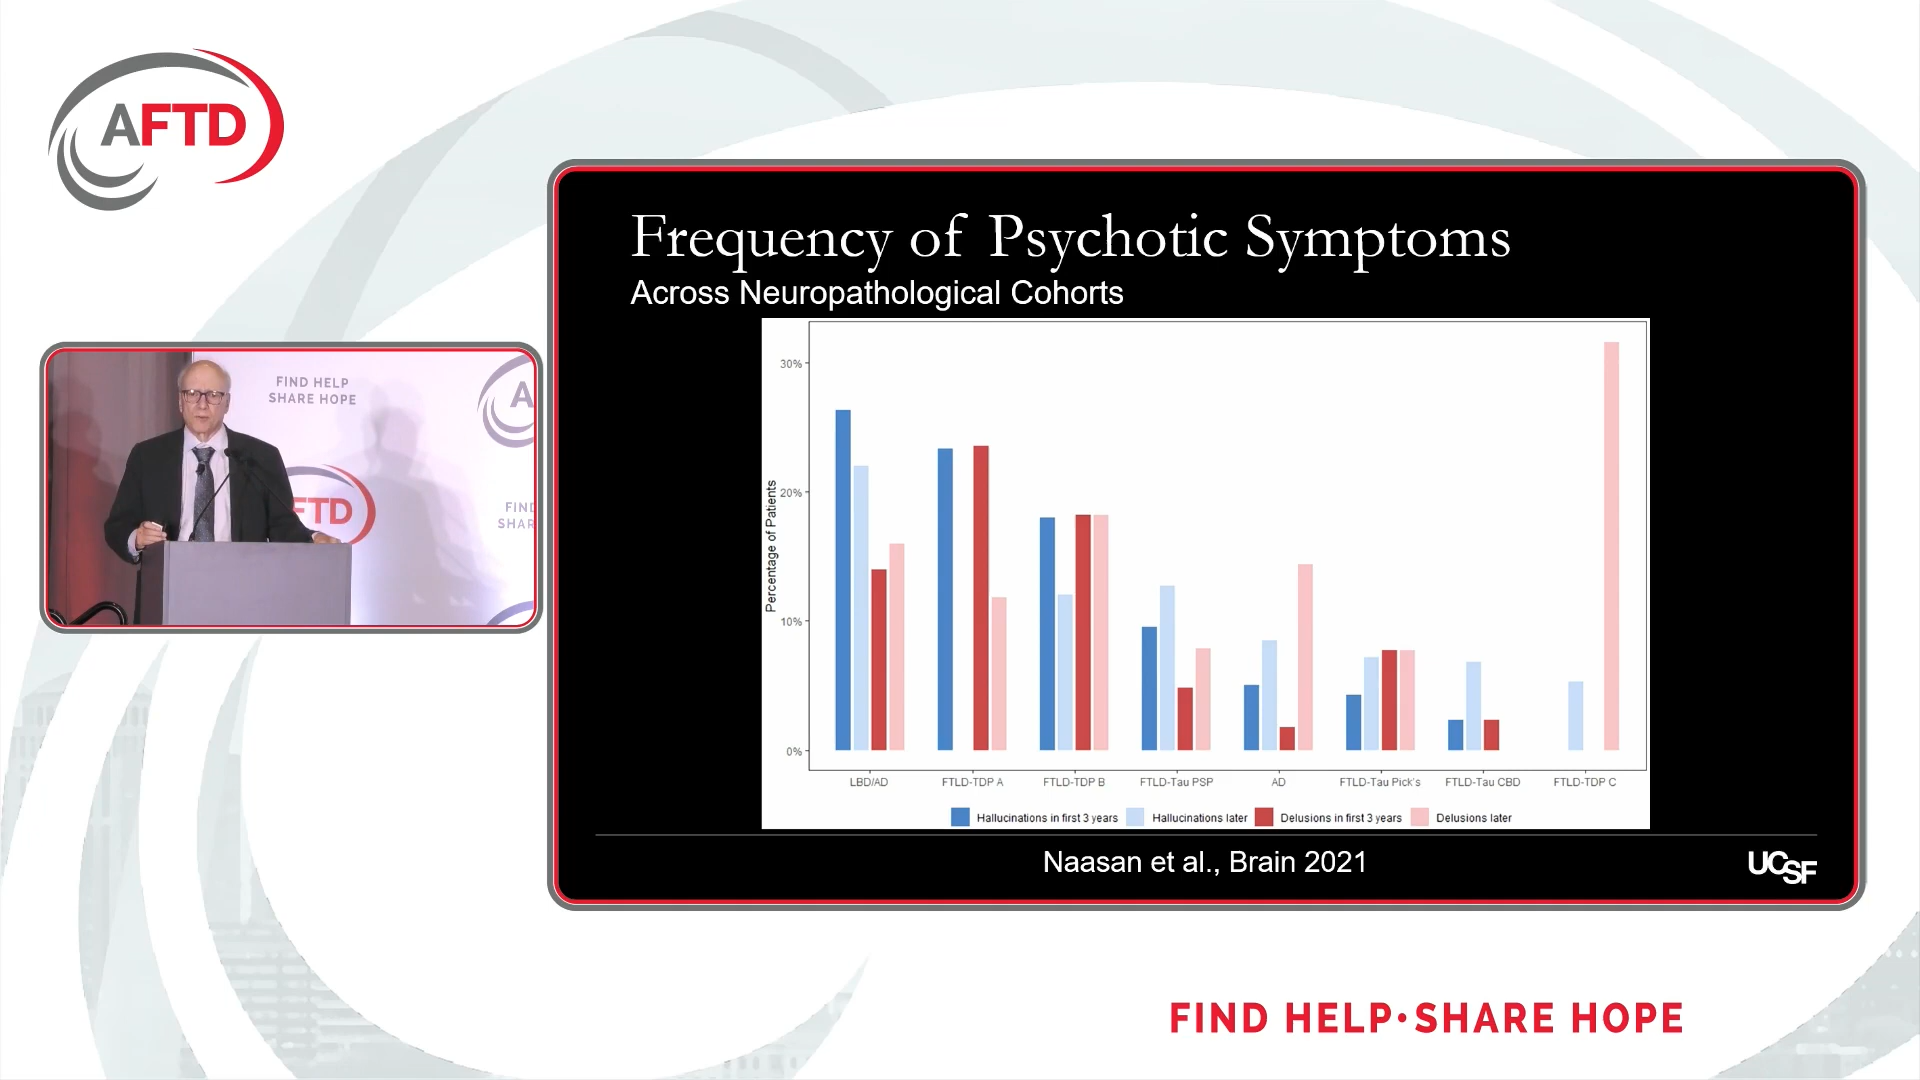 AFTD
FIND HELP
SHARE HOPE
A
FTD
FIND
SHAR
Frequency of Psychotic Symptoms
Across Neuropathological Cohorts
Percentage of Patients
30%
20%
10%
0%
LBD/AD
FTLD-TDP A
FTLD-TDP B
FTLD-Tau PSP
AD
FTLD-Tau Pick's
FTLD-Tau CBD
FTLD-TDP C
Hallucinations in first 3 years
Hallucinations later
Delusions in first 3 years
Delusions later
Naasan et al., Brain 2021
UCSF
FIND HELP•SHARE HOPE